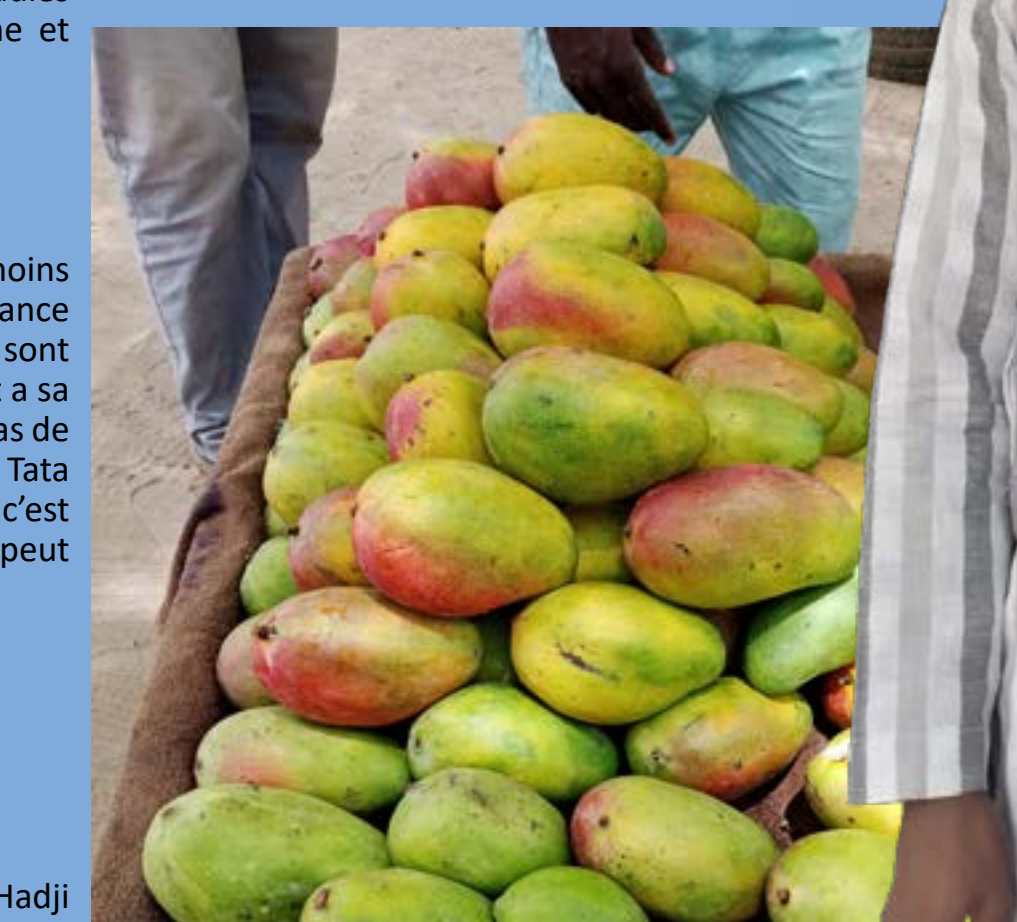 ne et
moins
ance
sont
t a sa
as de
Tata
c’est
peut
Hadji